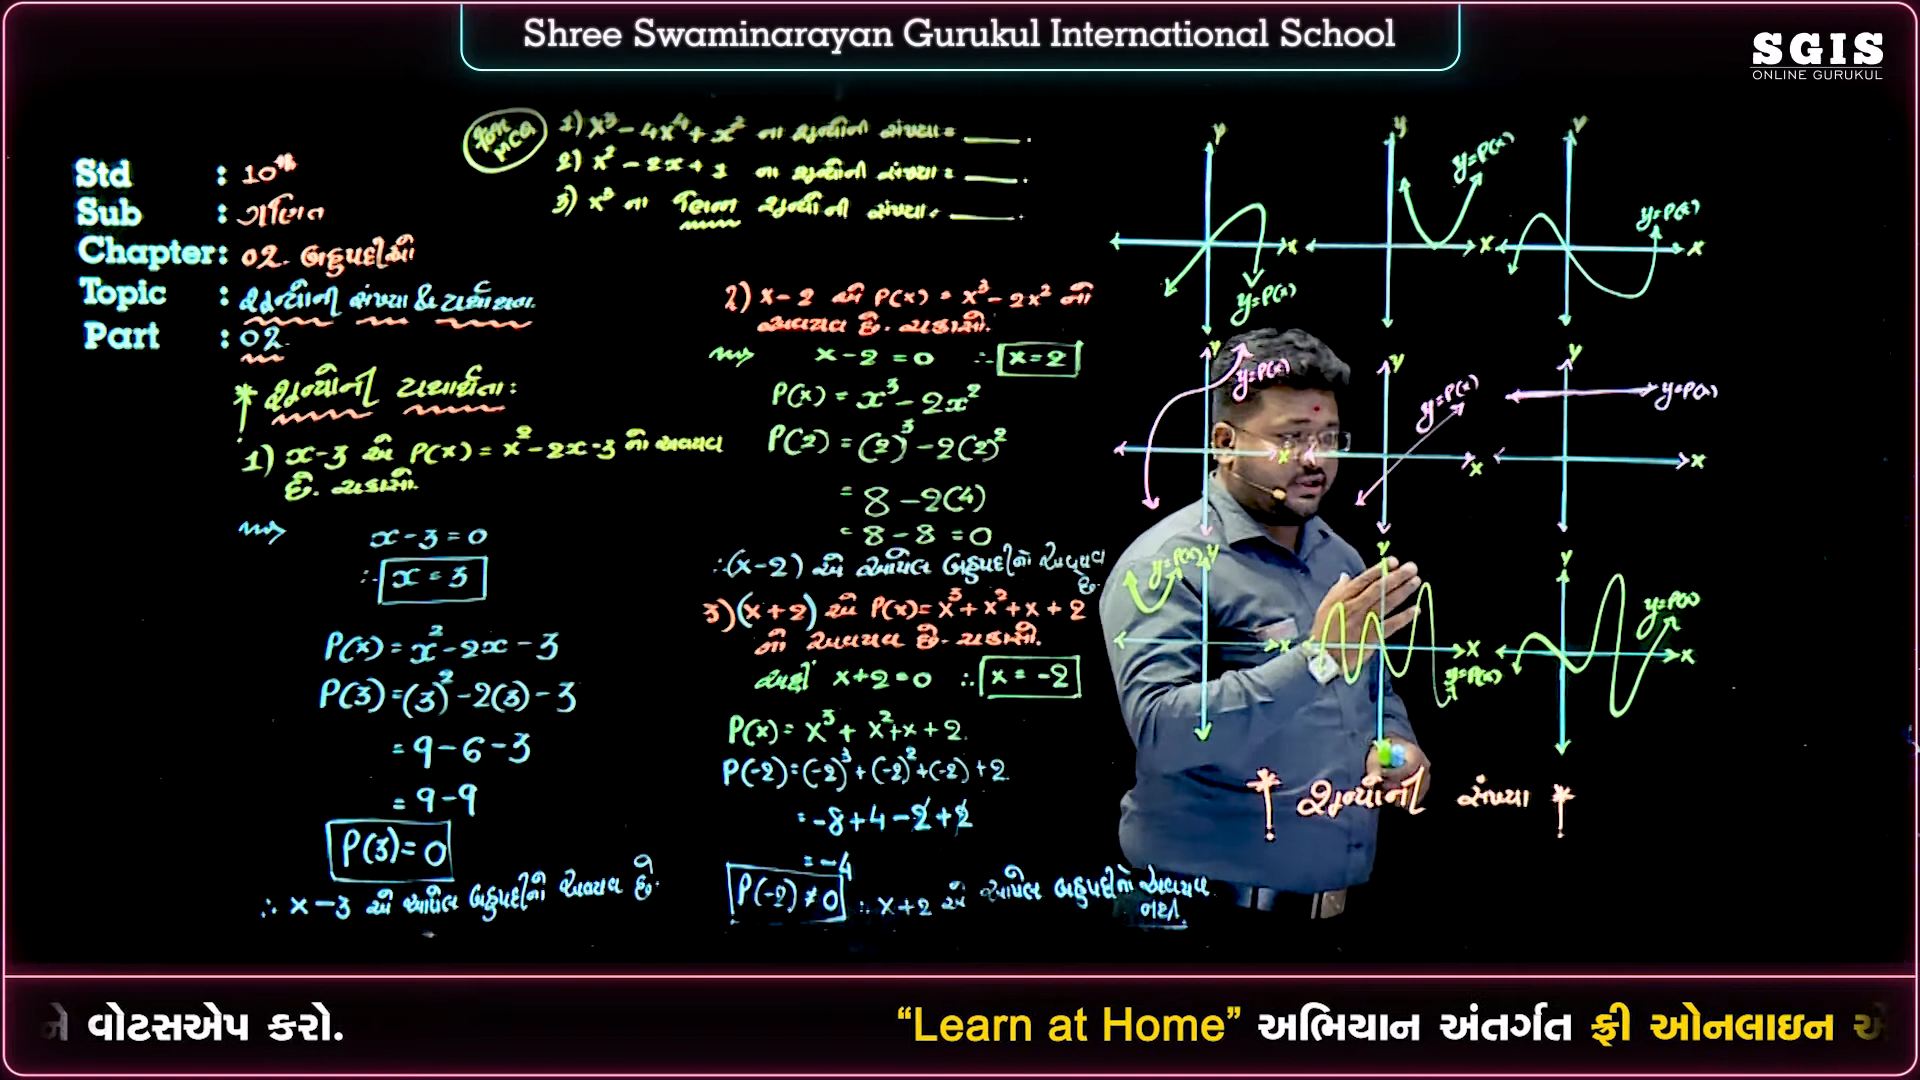 Shree Swaminarayan Gurukul International School
SGIS
ONLINE GURUKUL
Std : 10th
Sub : ગણિત
Chapter : 02. બહુપદીઓ
Topic : શૂન્યોની સંખ્યા & યથાર્થતા.
Part : 02
1) x³ - 4x⁴ + x² ના શૂન્યોની સંખ્યા = ____.
2) x² - 2x + 1 ના શૂન્યોની સંખ્યા = ____.
3) x³ ના ભિન્ન શૂન્યોની સંખ્યા = ____.
* શૂન્યોની યથાર્થતા:
1) x-3 એ P(x) = x² - 2x - 3 નો અવયવ
છે. ચકાસો.
x - 3 = 0
∴ x = 3
P(x) = x² - 2x - 3
P(3) = (3)² - 2(3) - 3
= 9 - 6 - 3
= 9 - 9
P(3) = 0
∴ x - 3 એ આપેલ બહુપદીનો અવયવ છે.
2) x - 2 એ P(x) = x³ - 2x² નો
અવયવ છે. ચકાસો.
x - 2 = 0 ∴ x = 2
P(x) = x³ - 2x²
P(2) = (2)³ - 2(2)²
= 8 - 2(4)
= 8 - 8 = 0
∴ (x-2) એ આપેલ બહુપદીનો અવયવ
છે.
3) (x+2) એ P(x) = x³ + x² + x + 2
નો અવયવ છે. ચકાસો.
અહીં x+2 = 0 ∴ x = -2
P(x) = x³ + x² + x + 2.
P(-2) = (-2)³ + (-2)² + (-2) + 2.
= -8 + 4 - 2 + 2
= -4
P(-2) ≠ 0 ∴ x+2 એ આપેલ બહુપદીનો અવયવ
નથી.
y y y
y=P(x) y=P(x) y=P(x)
x x x
y y y
y=P(x) y=P(x) y=P(x)
x x x
y y y
y=P(x) y=P(x) y=P(x)
x x x
* શૂન્યોની સંખ્યા *
ને વોટસએપ કરો. “Learn at Home” અભિયાન અંતર્ગત ફ્રી ઓનલાઇન